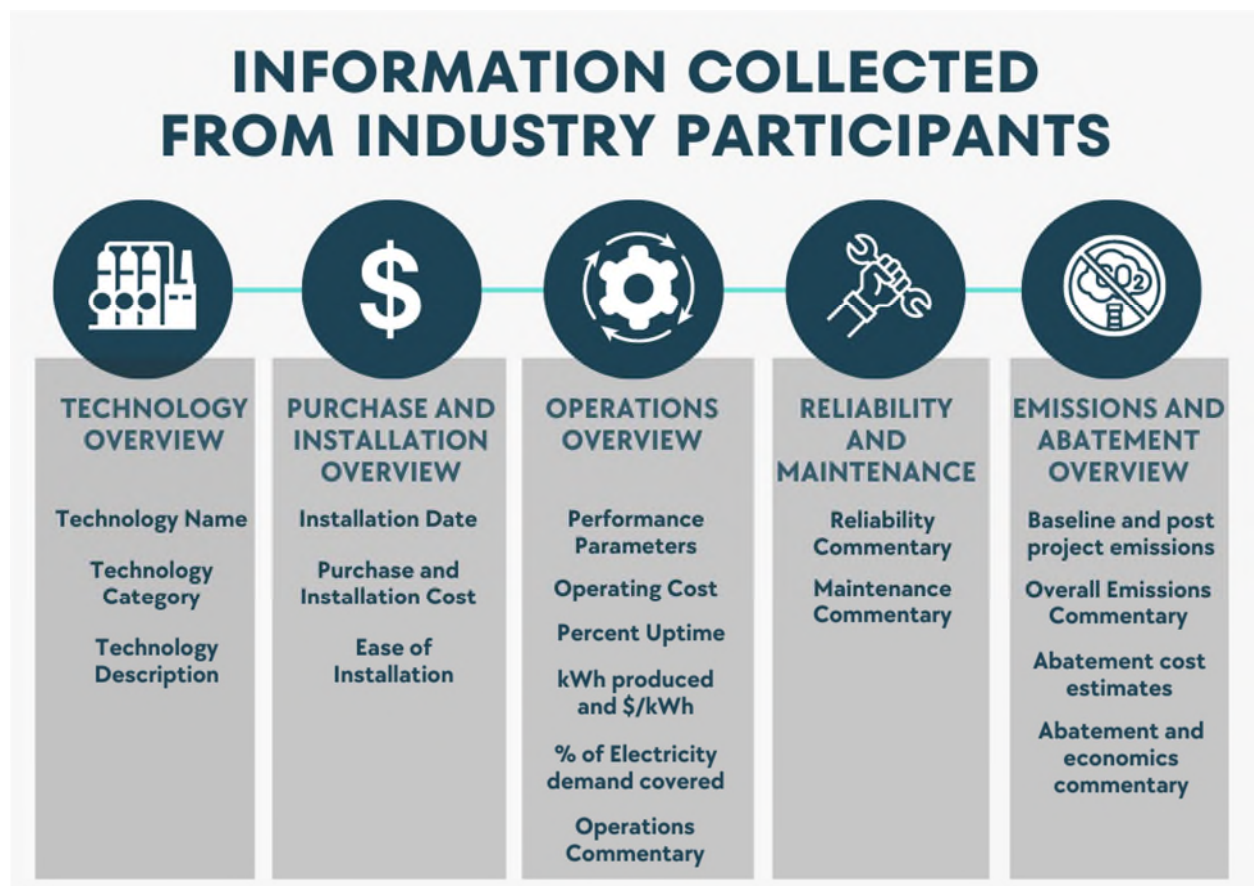 INFORMATION COLLECTED
FROM INDUSTRY PARTICIPANTS
CO2
TECHNOLOGY
OVERVIEW
Technology Name
Technology
Category
Technology
Description
PURCHASE AND
INSTALLATION
OVERVIEW
Installation Date
Purchase and
Installation Cost
Ease of
Installation
OPERATIONS
OVERVIEW
Performance
Parameters
Operating Cost
Percent Uptime
kWh produced
and $/kWh
% of Electricity
demand covered
Operations
Commentary
RELIABILITY
AND
MAINTENANCE
Reliability
Commentary
Maintenance
Commentary
EMISSIONS AND
ABATEMENT
OVERVIEW
Baseline and post
project emissions
Overall Emissions
Commentary
Abatement cost
estimates
Abatement and
economics
commentary